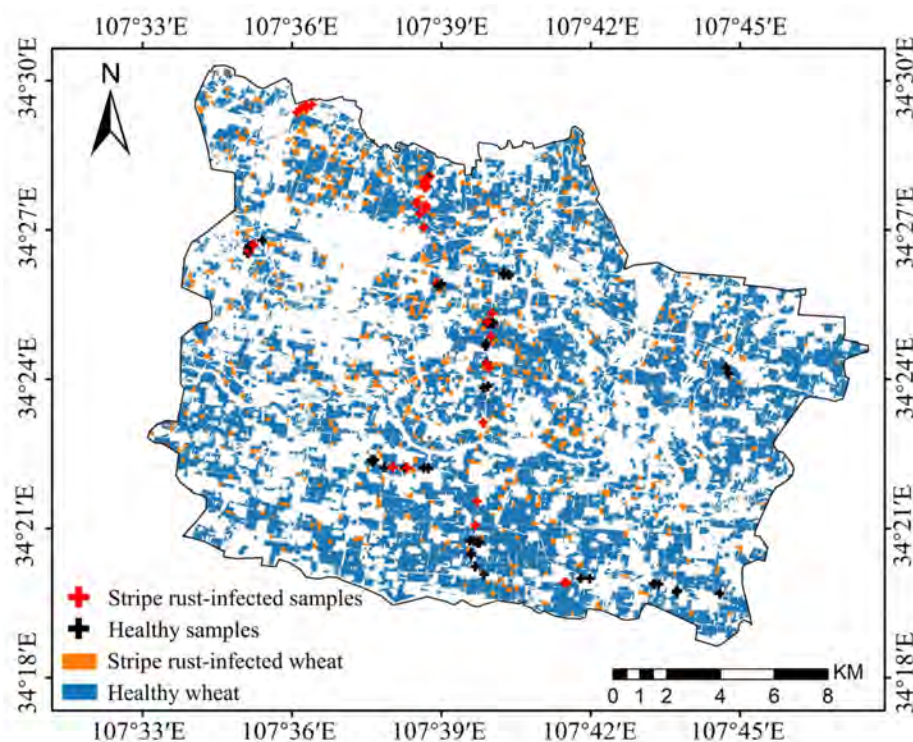 107°33′E 107°36′E 107°39′E 107°42′E 107°45′E
34°30′E
34°30′E
N
34°27′E
34°27′E
34°24′E
34°24′E
34°21′E
34°21′E
Stripe rust-infected samples
Healthy samples
Stripe rust-infected wheat
Healthy wheat
34°18′E
34°18′E
KM
0 1 2 4 6 8
107°33′E 107°36′E 107°39′E 107°42′E 107°45′E